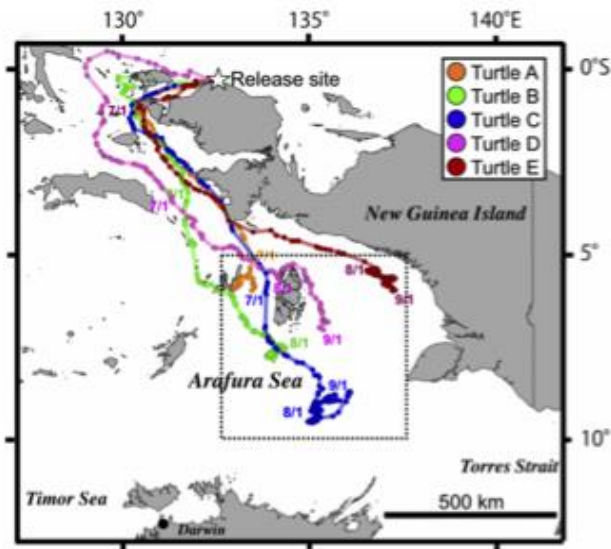 130° 135° 140°
0°S
Release site
Turtle A
Turtle B
Turtle C
Turtle D
Turtle E
7/1
New Guinea Island
7/1
5°
8/1
7/1
9/1
9/1
8/1
Arafura Sea
9/1
8/1
10°
Torres Strait
Timor Sea
500 km
Darwin